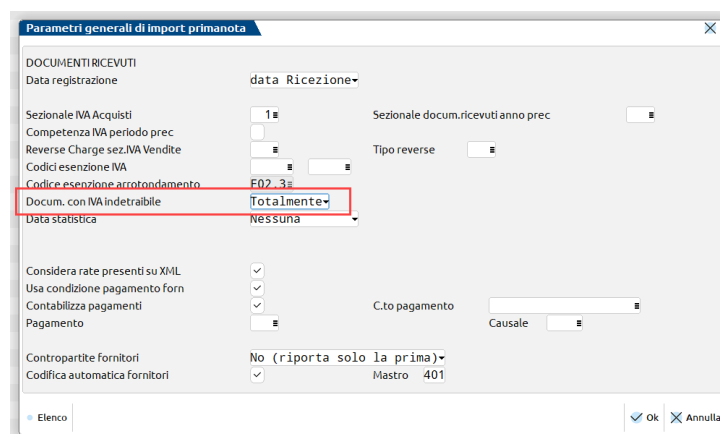 Parametri generali di import primanota
DOCUMENTI RICEVUTI
Data registrazione data Ricezione
Sezionale IVA Acquisti 1 Sezionale docum.ricevuti anno prec
Competenza IVA periodo prec
Reverse Charge sez.IVA Vendite Tipo reverse
Codici esenzione IVA
Codice esenzione arrotondamento E02.3
Docum. con IVA indetraibile Totalmente
Data statistica Nessuna
Considera rate presenti su XML
Usa condizione pagamento forn
Contabilizza pagamenti C.to pagamento
Pagamento Causale
Contropartite fornitori No (riporta solo la prima)
Codifica automatica fornitori Mastro 401
Elenco Ok Annulla